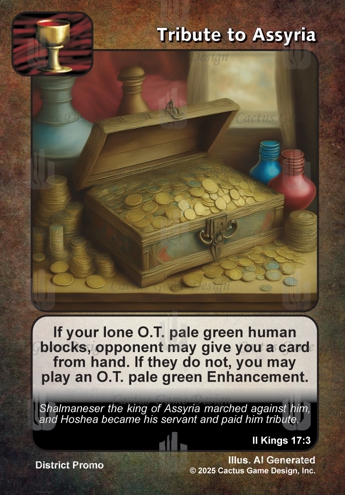 Tribute to Assyria
If your lone O.T. pale green human
blocks, opponent may give you a card
from hand. If they do not, you may
play an O.T. pale green Enhancement.
Shalmaneser the king of Assyria marched against him,
and Hoshea became his servant and paid him tribute.
II Kings 17:3
Illus. AI Generated
District Promo
© 2025 Cactus Game Design, Inc.